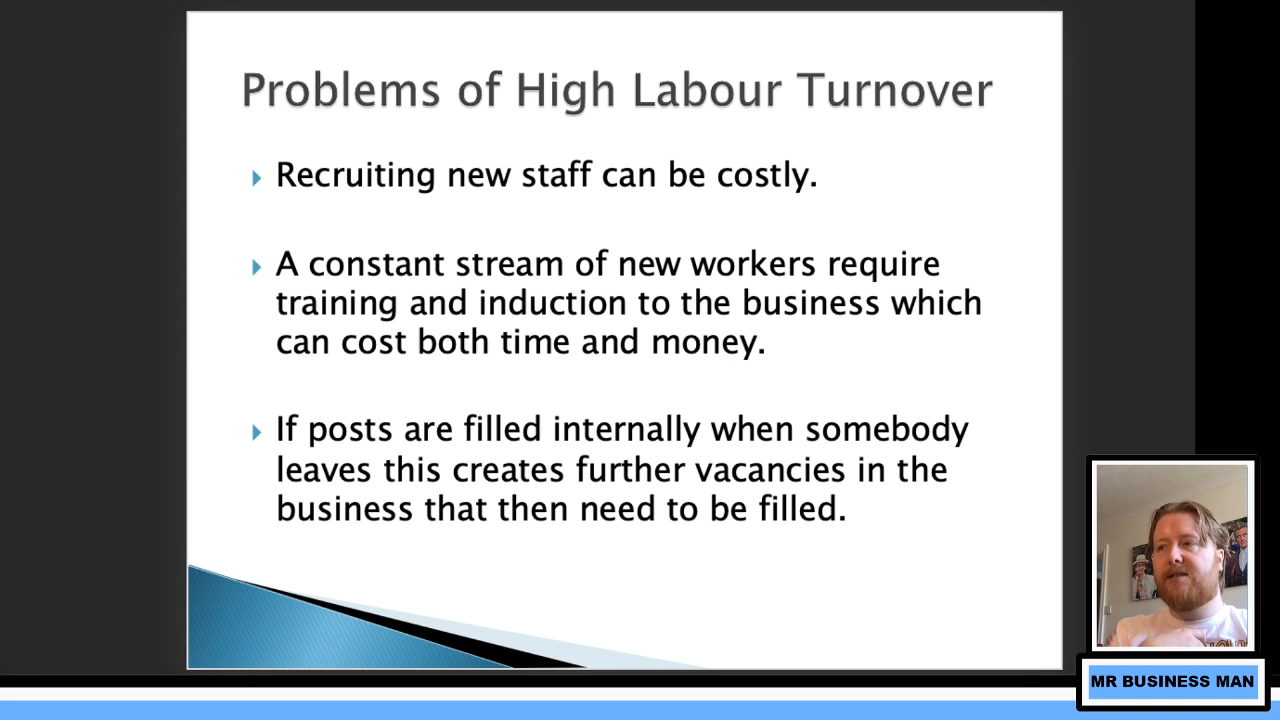 Problems of High Labour Turnover
Recruiting new staff can be costly.
A constant stream of new workers require
training and induction to the business which
can cost both time and money.
If posts are filled internally when somebody
leaves this creates further vacancies in the
business that then need to be filled.
MR BUSINESS MAN